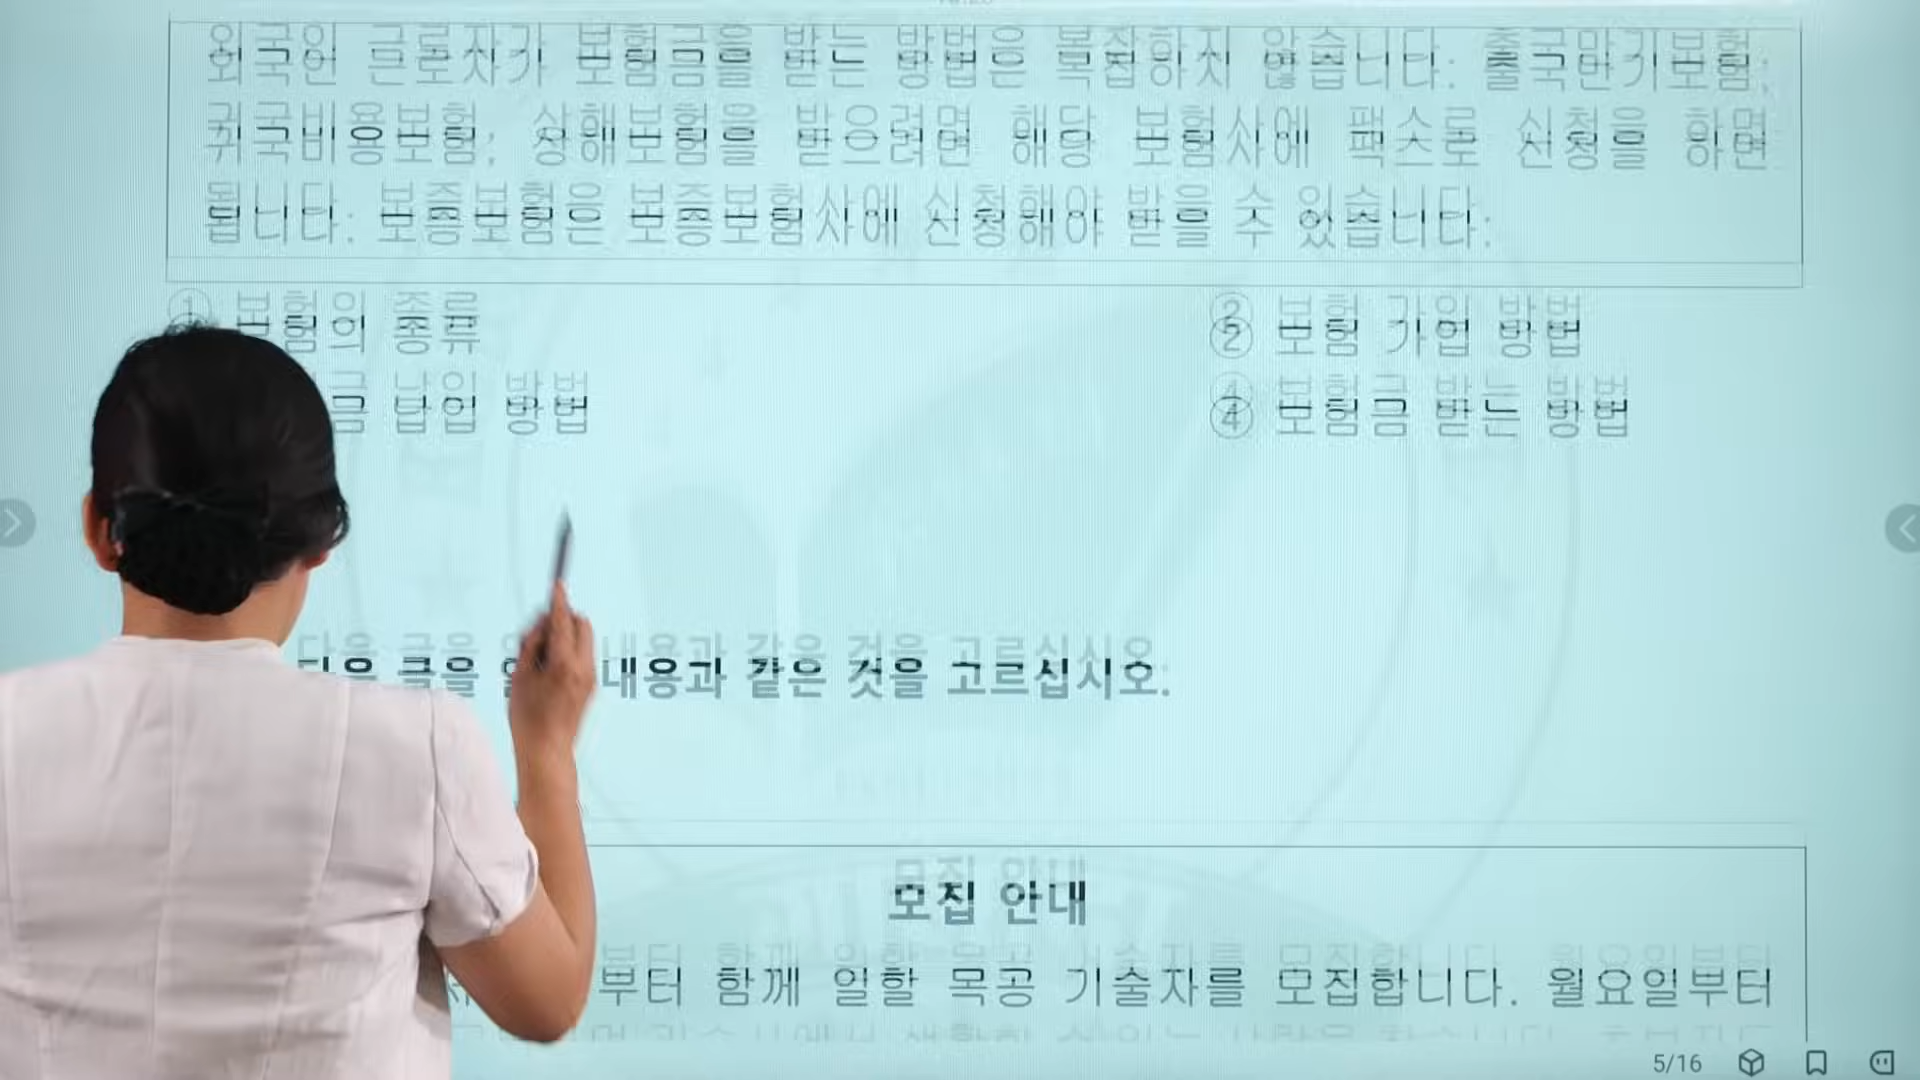 외국인 근로자가 보험금을 받는 방법은 복잡하지 않습니다. 출국만기보험,
귀국비용보험, 상해보험을 받으려면 해당 보험사에 팩스로 신청을 하면
됩니다. 보증보험은 보증보험사에 신청해야 받을 수 있습니다.
① 보험의 종류 ② 보험 가입 방법
금 납입 방법 ④ 보험금 받는 방법
다음 글을 내용과 같은 것을 고르십시오.
모집 안내
부터 함께 일할 목공 기술자를 모집합니다. 월요일부터
5/16